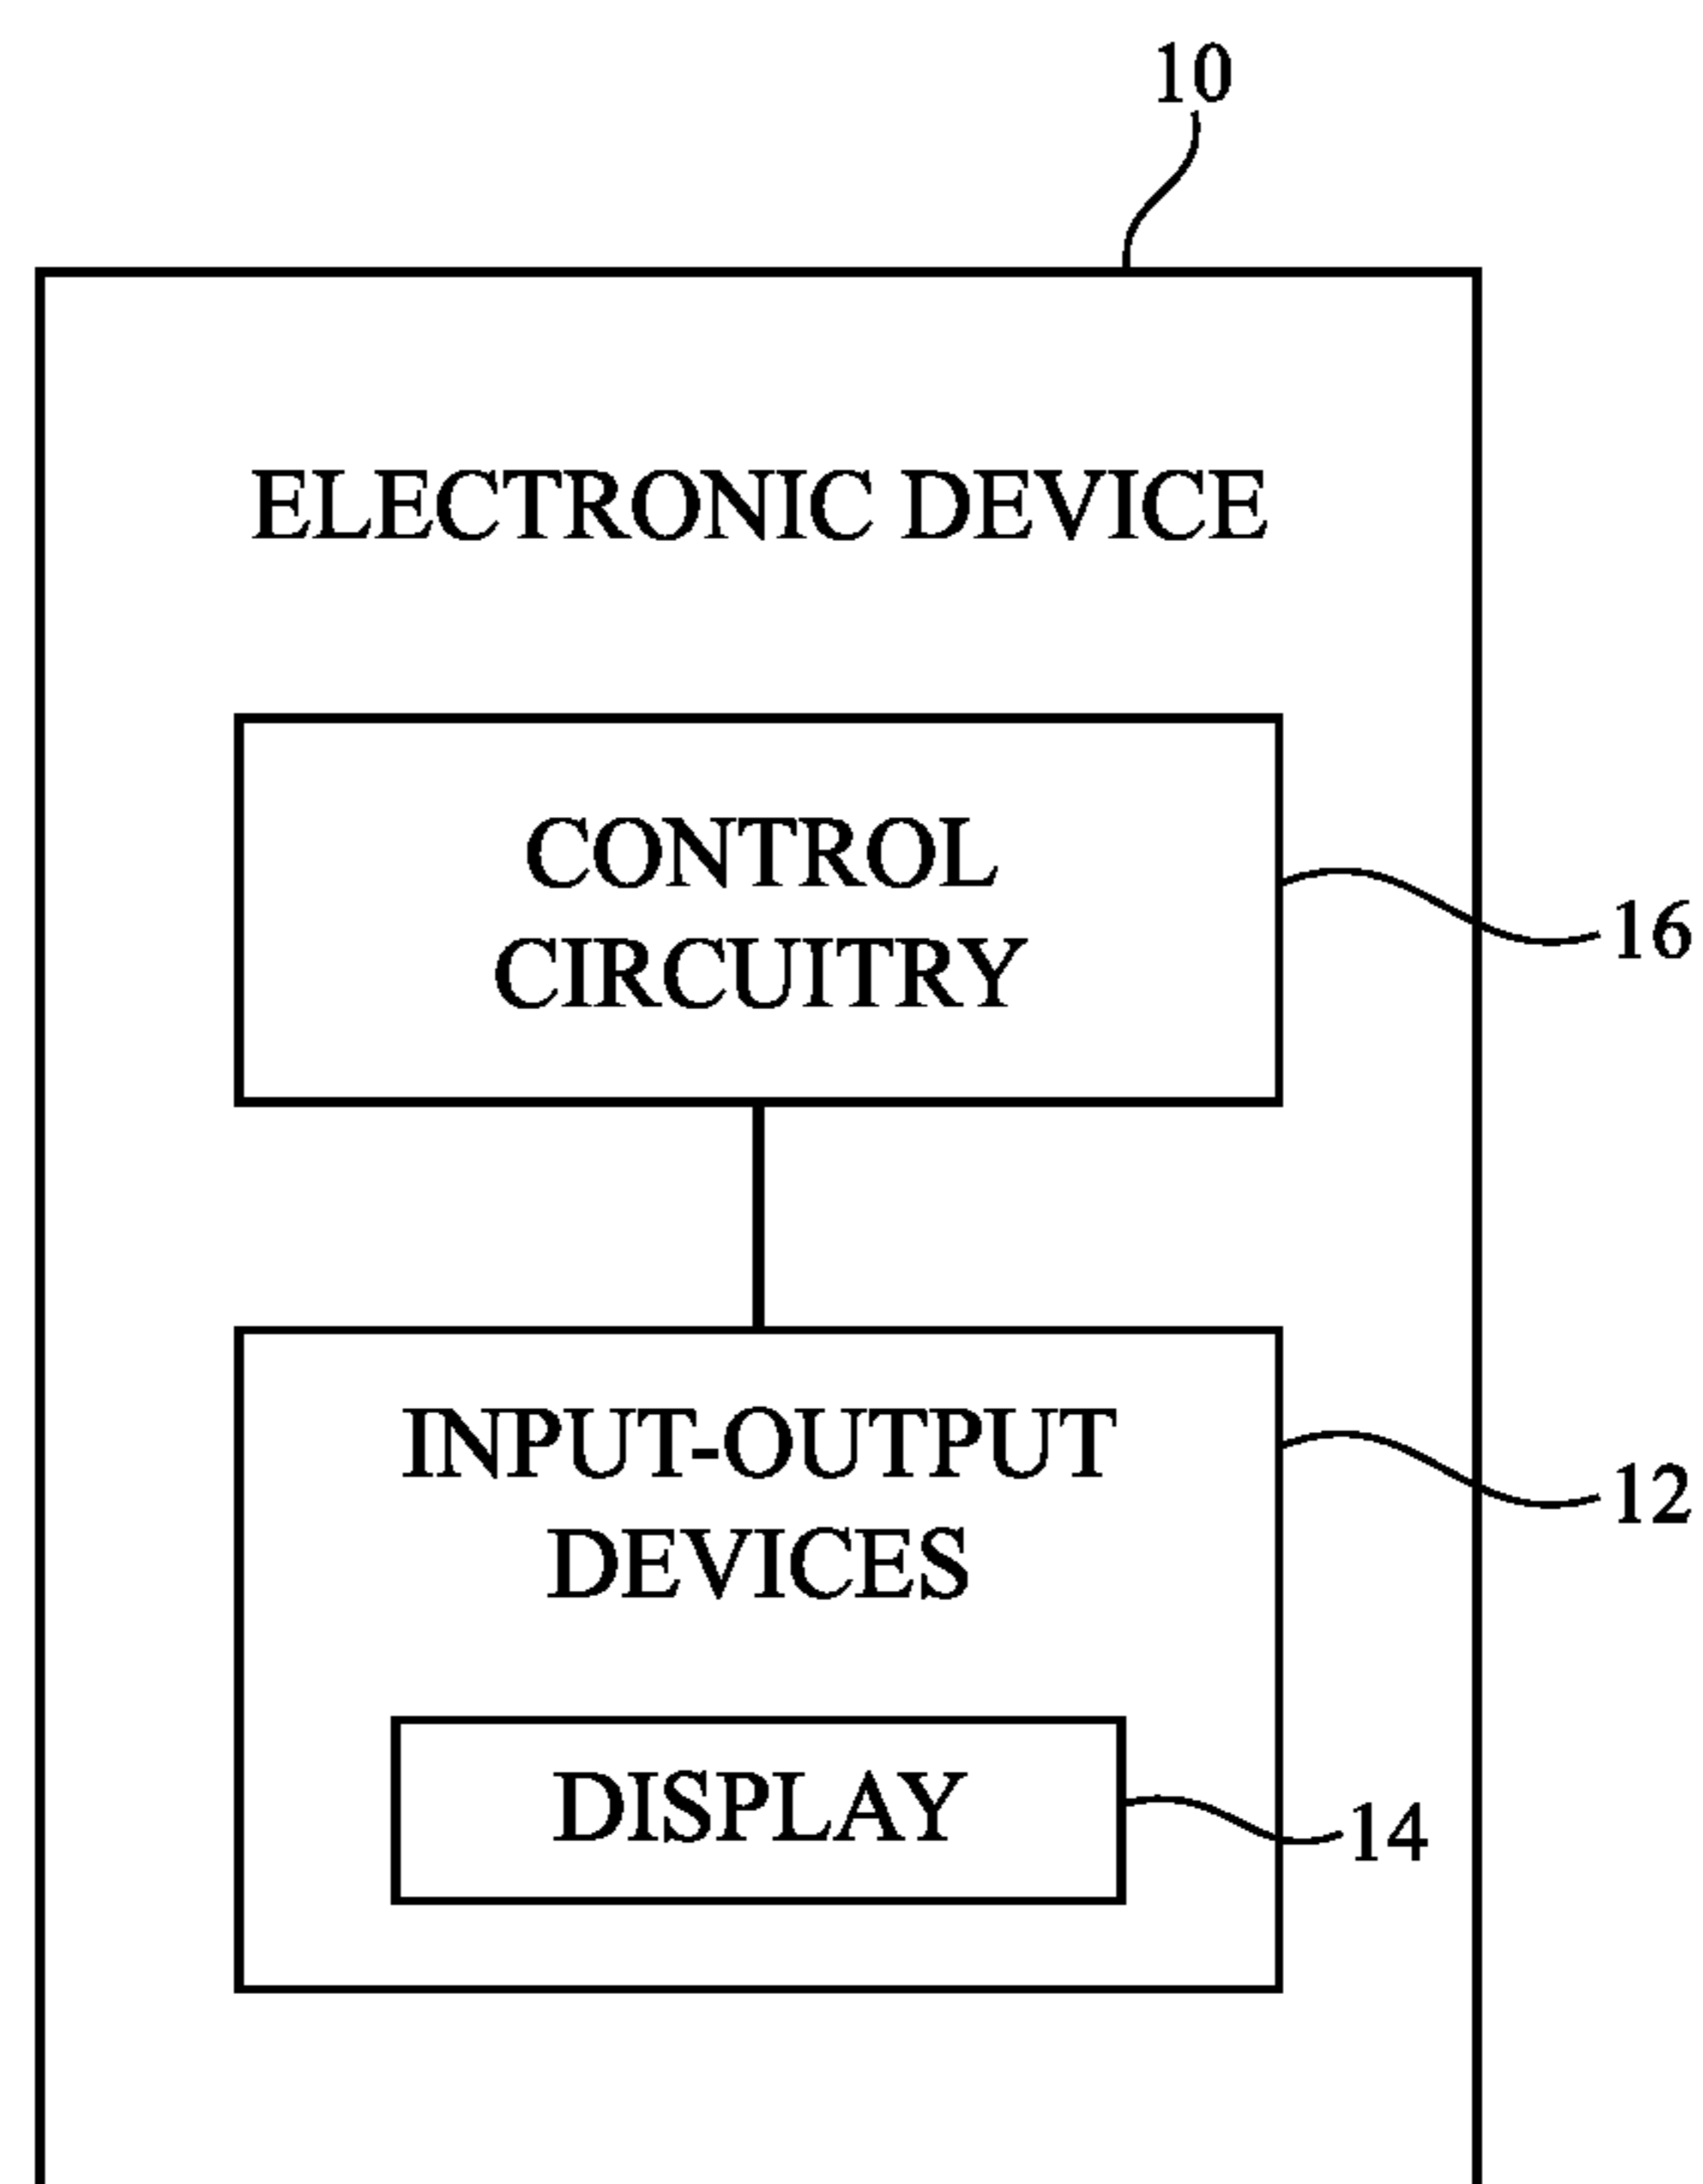 10
ELECTRONIC DEVICE
CONTROL
CIRCUITRY
16
INPUT-OUTPUT
DEVICES
12
DISPLAY
14